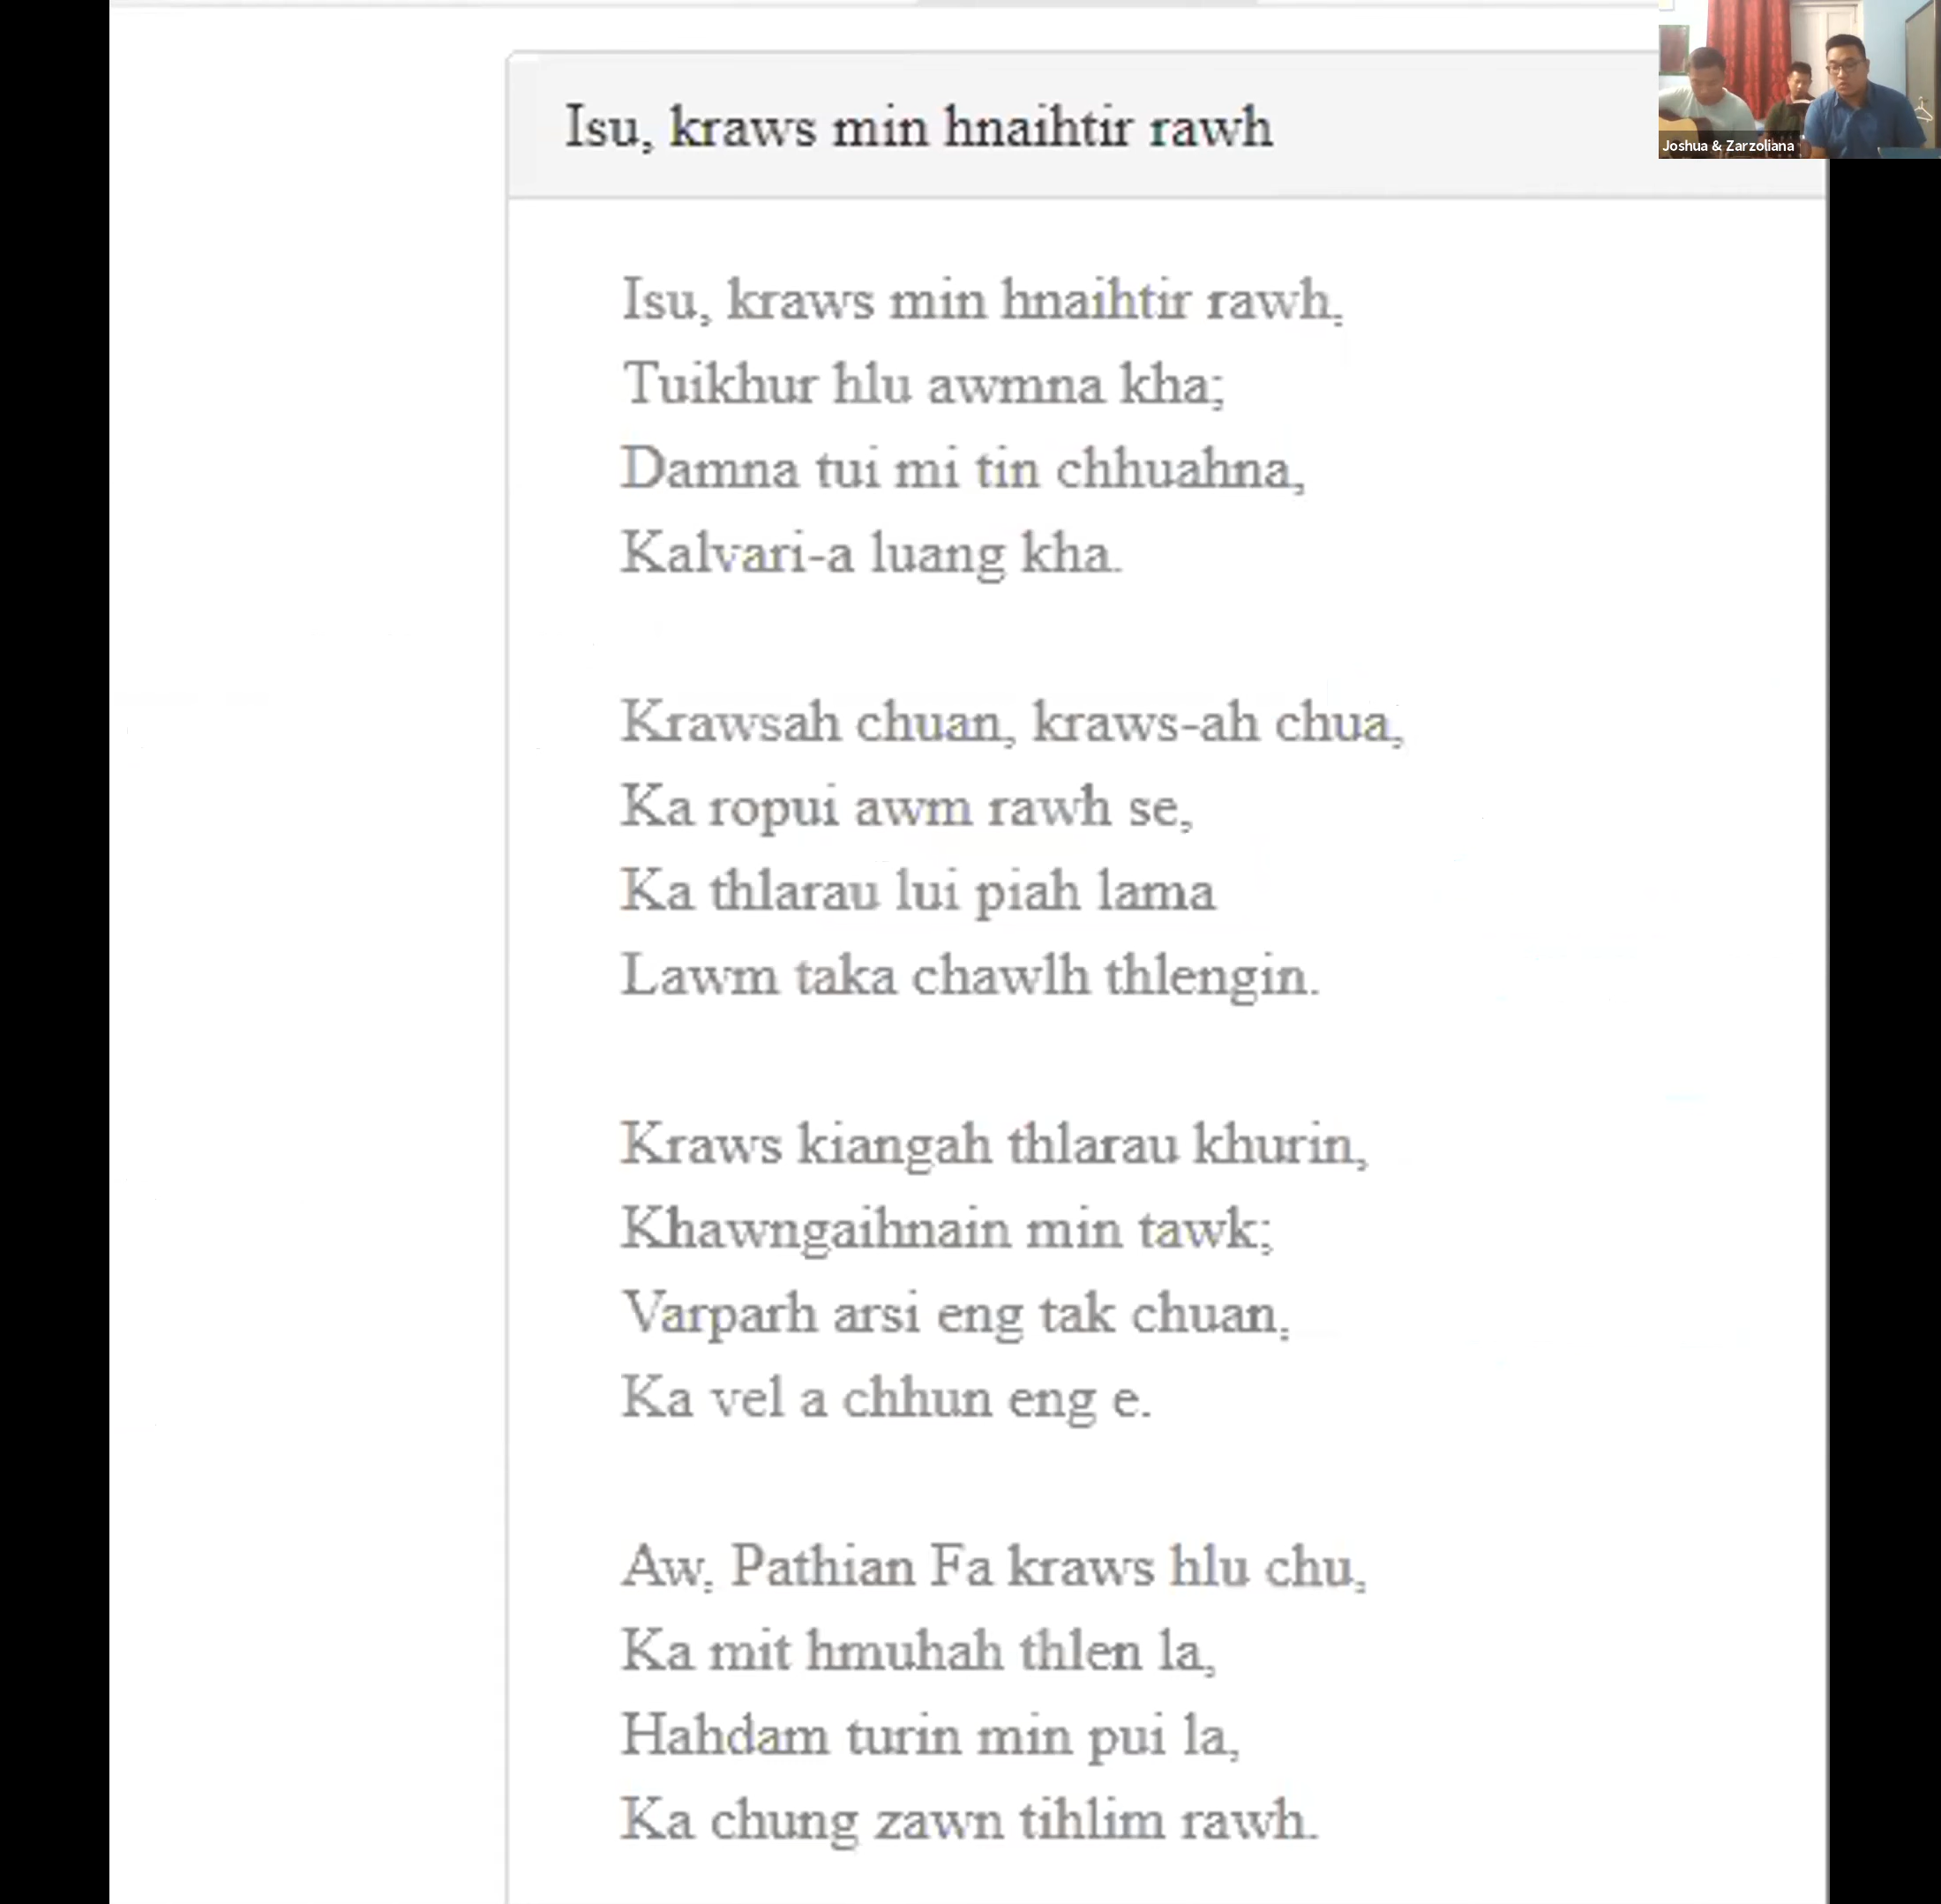 Isu, kraws min hnaihtir rawh
Joshua & Zarzoliana
Isu, kraws min hnaihtir rawh,
Tuikhur hlu awmna kha;
Damna tui mi tin chhuahna,
Kalvari-a luang kha.
Krawsah chuan, kraws-ah chua,
Ka ropui awm rawh se,
Ka thlarau lui piah lama
Lawm taka chawlh thlengin.
Kraws kiangah thlarau khurin,
Khawngaihnain min tawk;
Varparh arsi eng tak chuan,
Ka vel a chhun eng e.
Aw, Pathian Fa kraws hlu chu,
Ka mit hmuhah thlen la,
Hahdam turin min pui la,
Ka chung zawn tihlim rawh.